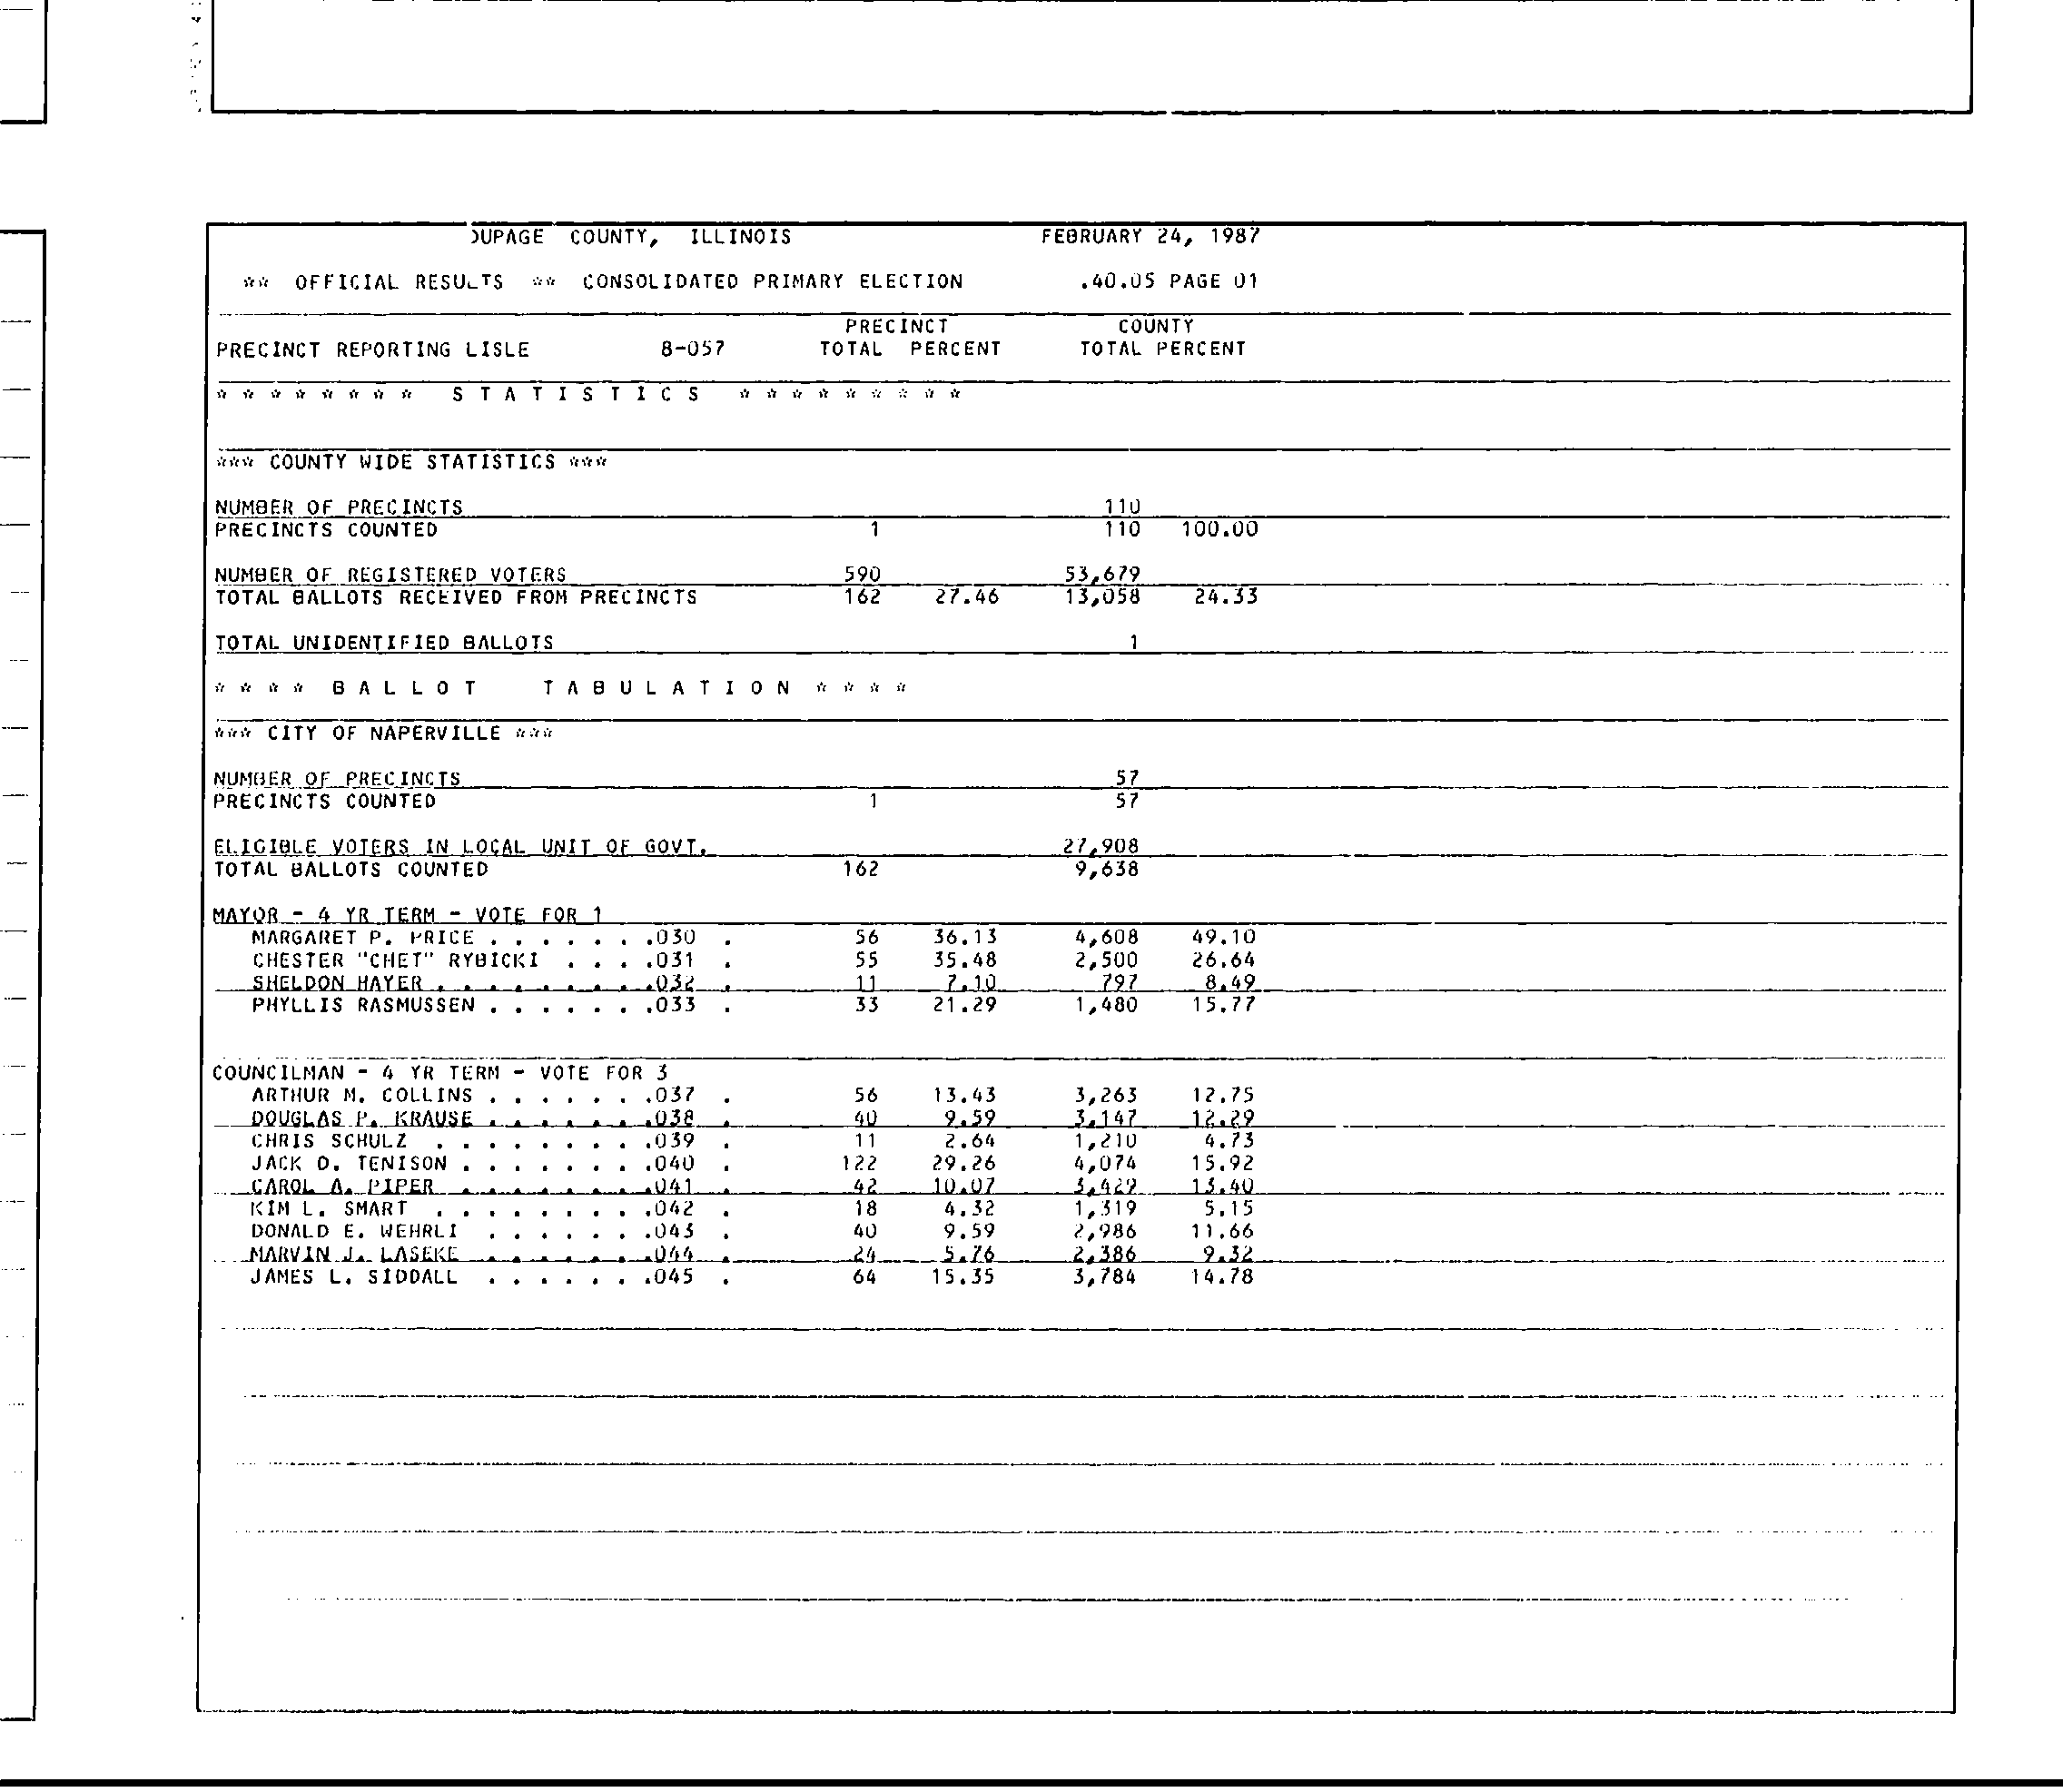 DUPAGE COUNTY, ILLINOIS FEBRUARY 24, 1987
** OFFICIAL RESULTS ** CONSOLIDATED PRIMARY ELECTION .40.05 PAGE 01
PRECINCT COUNTY
PRECINCT REPORTING LISLE 8-057 TOTAL PERCENT TOTAL PERCENT
* * * * * * * * S T A T I S T I C S * * * * * * * * *
*** COUNTY WIDE STATISTICS ***
NUMBER OF PRECINCTS 110
PRECINCTS COUNTED 1 110 100.00
NUMBER OF REGISTERED VOTERS 590 53,679
TOTAL BALLOTS RECEIVED FROM PRECINCTS 162 27.46 13,058 24.33
TOTAL UNIDENTIFIED BALLOTS 1
* * * * B A L L O T T A B U L A T I O N * * * *
*** CITY OF NAPERVILLE ***
NUMBER OF PRECINCTS 57
PRECINCTS COUNTED 1 57
ELIGIBLE VOTERS IN LOCAL UNIT OF GOVT. 27,908
TOTAL BALLOTS COUNTED 162 9,638
MAYOR - 4 YR TERM - VOTE FOR 1
MARGARET P. PRICE . . . . . . .030 . 56 36.13 4,608 49.10
CHESTER "CHET" RYBICKI . . . .031 . 55 35.48 2,500 26.64
SHELDON HAYER . . . . . . . . .032 . 11 7.10 797 8.49
PHYLLIS RASMUSSEN . . . . . . .033 . 33 21.29 1,480 15.77
COUNCILMAN - 4 YR TERM - VOTE FOR 3
ARTHUR M. COLLINS . . . . . . .037 . 56 13.43 3,263 12.75
DOUGLAS P. KRAUSE . . . . . . .038 . 40 9.59 3,147 12.29
CHRIS SCHULZ . . . . . . . . .039 . 11 2.64 1,210 4.73
JACK D. TENISON . . . . . . . .040 . 122 29.26 4,074 15.92
CAROL A. PIPER . . . . . . . .041 . 42 10.07 3,429 13.40
KIM L. SMART . . . . . . . . .042 . 18 4.32 1,319 5.15
DONALD E. WEHRLI . . . . . . .043 . 40 9.59 2,986 11.66
MARVIN J. LASEKE . . . . . . .044 . 24 5.76 2,386 9.32
JAMES L. SIDDALL . . . . . . .045 . 64 15.35 3,784 14.78